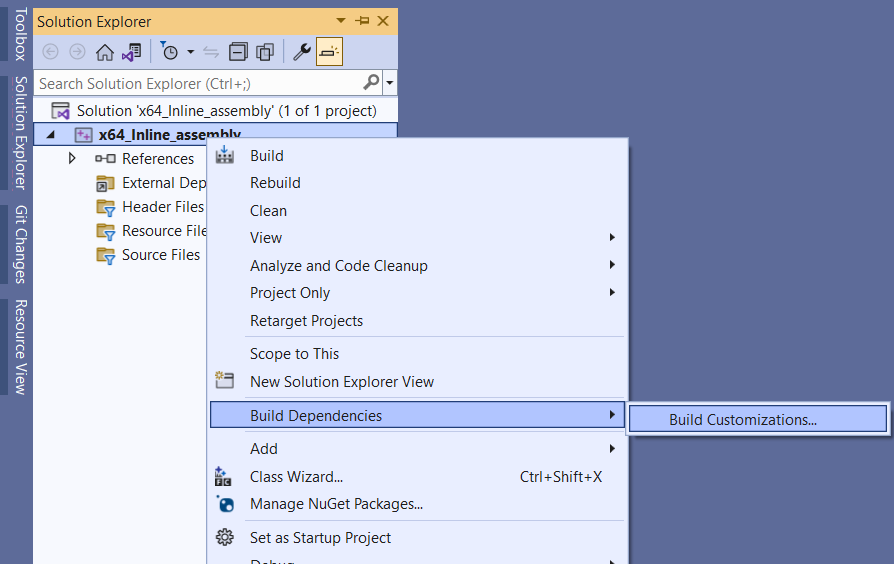 Toolbox
Solution Explorer
Git Changes
Resource View
Solution Explorer
Search Solution Explorer (Ctrl+;)
Solution 'x64_Inline_assembly' (1 of 1 project)
x64_Inline_assembly
References
External Dep
Header Files
Resource File
Source Files
Build
Rebuild
Clean
View
Analyze and Code Cleanup
Project Only
Retarget Projects
Scope to This
New Solution Explorer View
Build Dependencies
Build Customizations...
Add
Class Wizard... Ctrl+Shift+X
Manage NuGet Packages...
Set as Startup Project
Debug